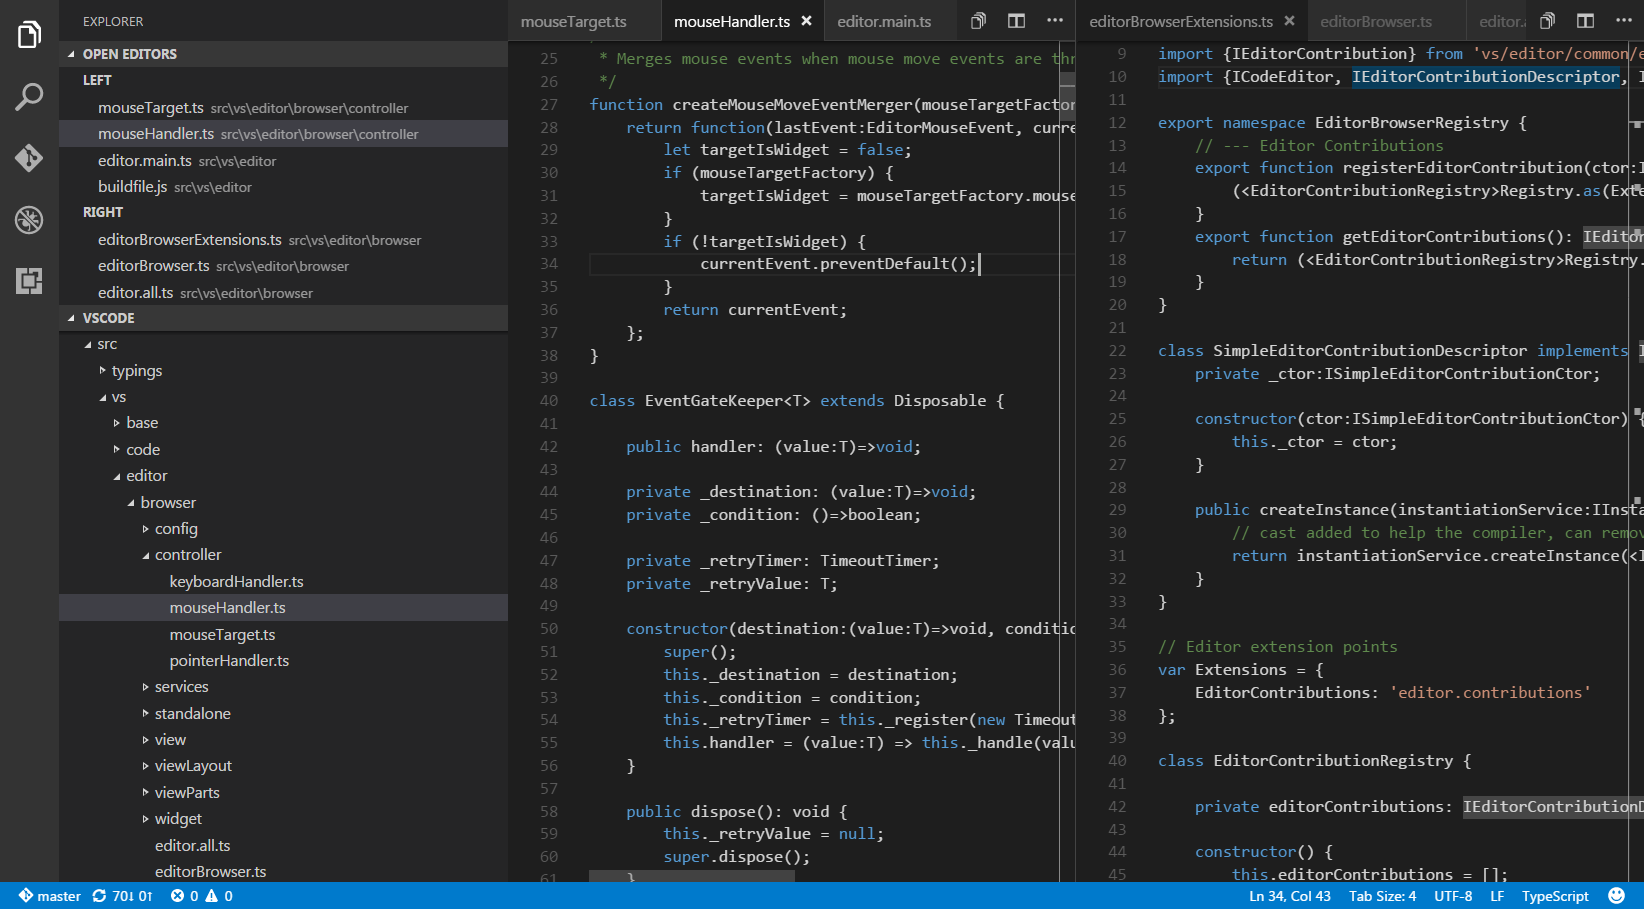 EXPLORER
OPEN EDITORS
LEFT
mouseTarget.ts src\vs\editor\browser\controller
mouseHandler.ts src\vs\editor\browser\controller
editor.main.ts src\vs\editor
buildfile.js src\vs\editor
RIGHT
editorBrowserExtensions.ts src\vs\editor\browser
editorBrowser.ts src\vs\editor\browser
editor.all.ts src\vs\editor\browser
VSCODE
src
typings
vs
base
code
editor
browser
config
controller
keyboardHandler.ts
mouseHandler.ts
mouseTarget.ts
pointerHandler.ts
services
standalone
view
viewLayout
viewParts
widget
editor.all.ts
editorBrowser.ts
mouseTarget.ts mouseHandler.ts editor.main.ts
25 * Merges mouse events when mouse move events are thr
26 */
27 function createMouseMoveEventMerger(mouseTargetFactor
28 return function(lastEvent:EditorMouseEvent, curre
29 let targetIsWidget = false;
30 if (mouseTargetFactory) {
31 targetIsWidget = mouseTargetFactory.mouse
32 }
33 if (!targetIsWidget) {
34 currentEvent.preventDefault();
35 }
36 return currentEvent;
37 };
38 }
39
40 class EventGateKeeper<T> extends Disposable {
41
42 public handler: (value:T)=>void;
43
44 private _destination: (value:T)=>void;
45 private _condition: ()=>boolean;
46
47 private _retryTimer: TimeoutTimer;
48 private _retryValue: T;
49
50 constructor(destination:(value:T)=>void, conditio
51 super();
52 this._destination = destination;
53 this._condition = condition;
54 this._retryTimer = this._register(new Timeout
55 this.handler = (value:T) => this._handle(valu
56 }
57
58 public dispose(): void {
59 this._retryValue = null;
60 super.dispose();
61 }
editorBrowserExtensions.ts editorBrowser.ts editor.a
9 import {IEditorContribution} from 'vs/editor/common/e
10 import {ICodeEditor, IEditorContributionDescriptor, I
11
12 export namespace EditorBrowserRegistry {
13 // --- Editor Contributions
14 export function registerEditorContribution(ctor:I
15 (<EditorContributionRegistry>Registry.as(Exte
16 }
17 export function getEditorContributions(): IEditor
18 return (<EditorContributionRegistry>Registry.
19 }
20 }
21
22 class SimpleEditorContributionDescriptor implements I
23 private _ctor:ISimpleEditorContributionCtor;
24
25 constructor(ctor:ISimpleEditorContributionCtor) {
26 this._ctor = ctor;
27 }
28
29 public createInstance(instantiationService:IInsta
30 // cast added to help the compiler, can remov
31 return instantiationService.createInstance(<I
32 }
33 }
34
35 // Editor extension points
36 var Extensions = {
37 EditorContributions: 'editor.contributions'
38 };
39
40 class EditorContributionRegistry {
41
42 private editorContributions: IEditorContributionD
43
44 constructor() {
45 this.editorContributions = [];
master 70↓ 0↑ 0 0 Ln 34, Col 43 Tab Size: 4 UTF-8 LF TypeScript